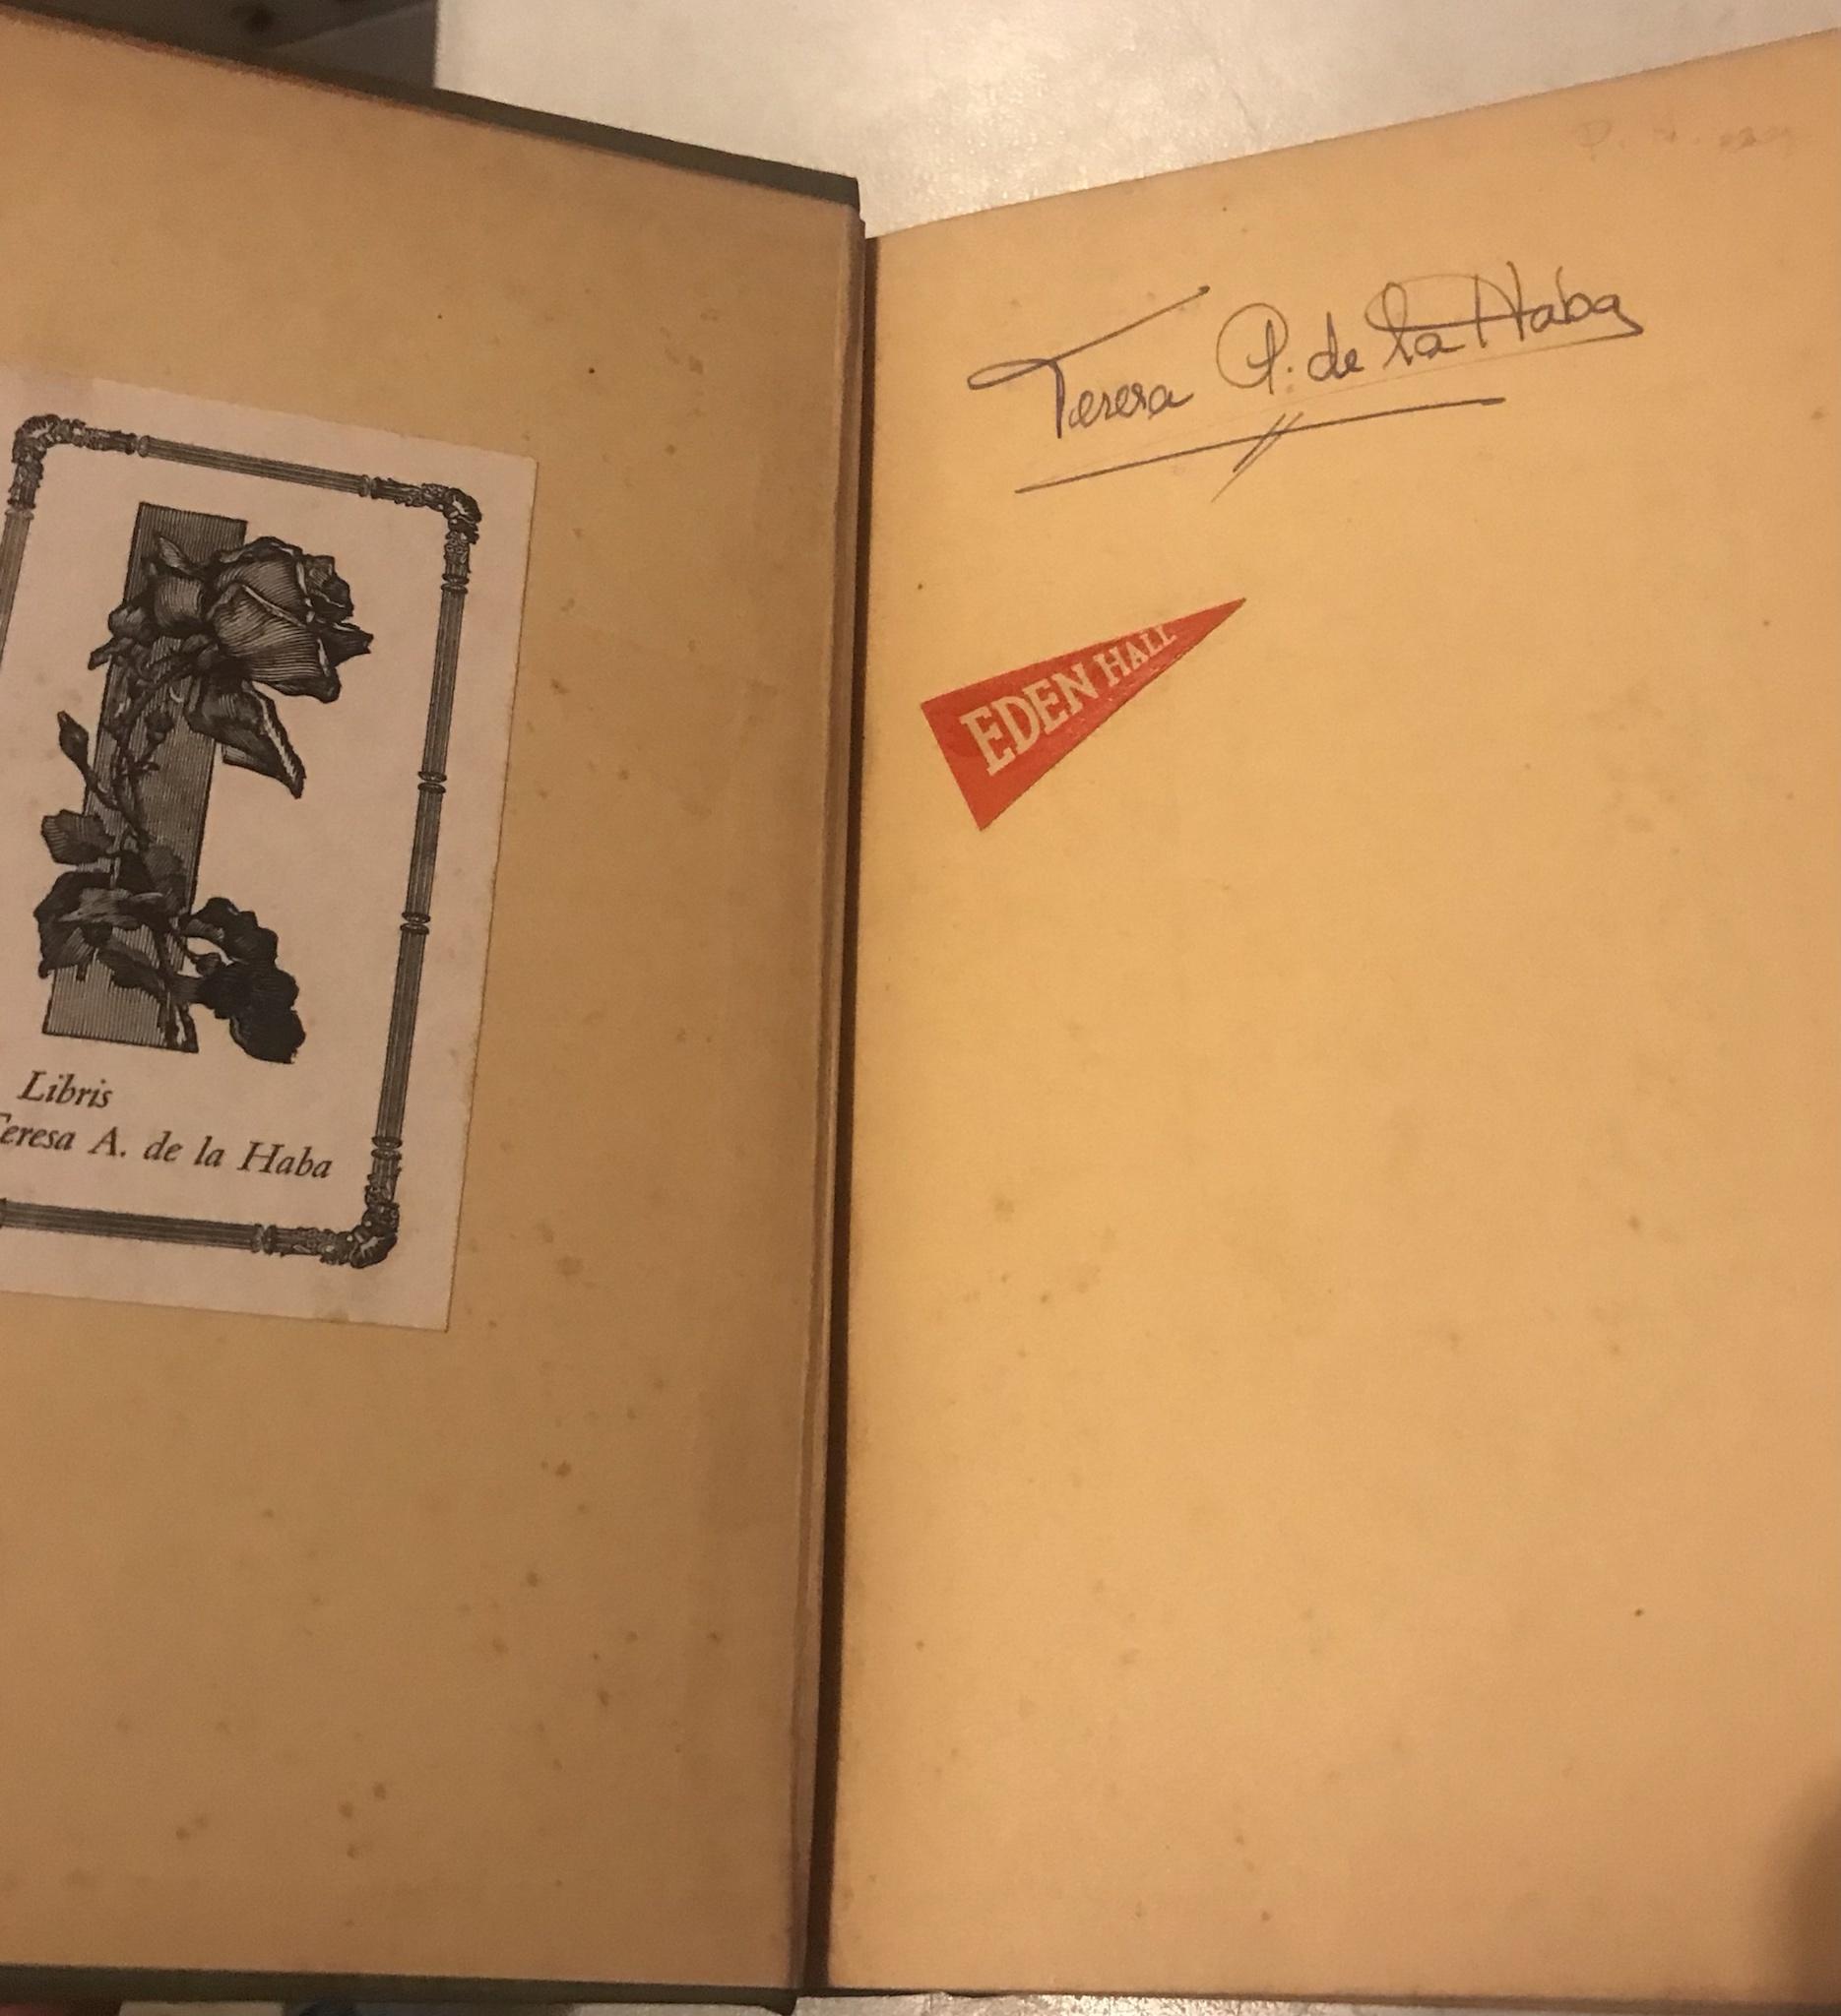 Libris
Teresa A. de la Haba
Teresa P. de la Haba
EDEN HALL